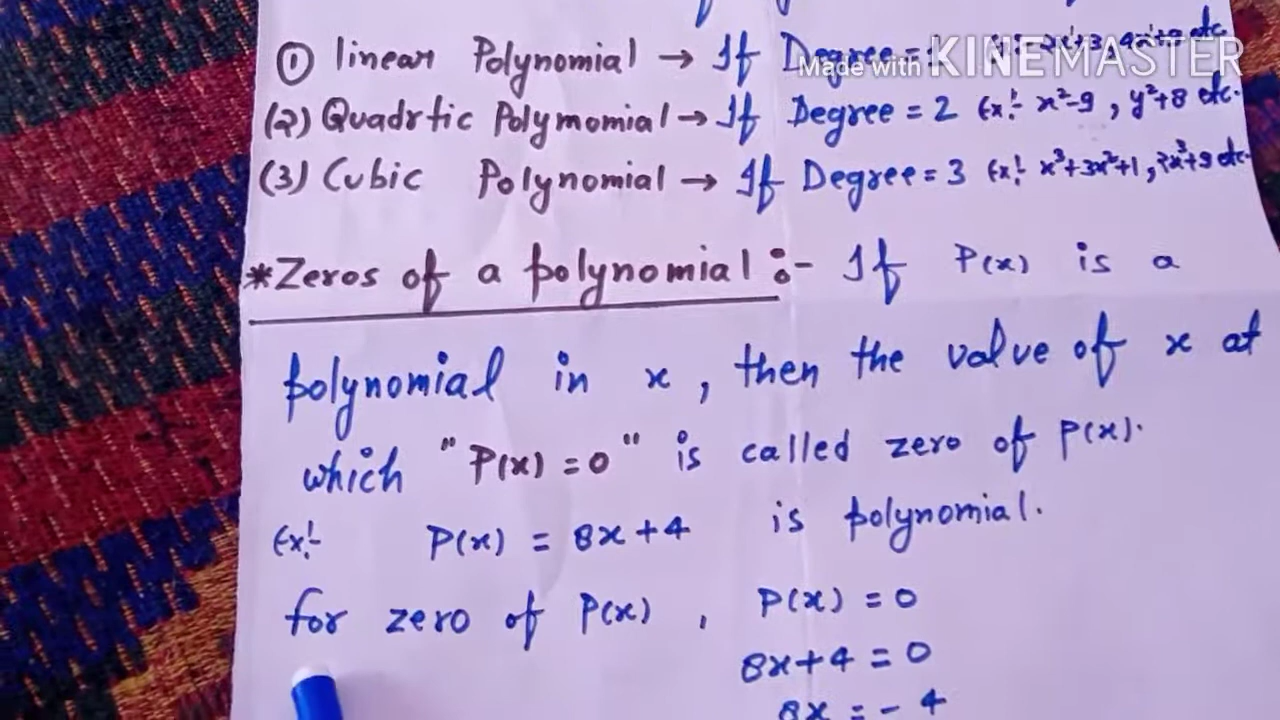 ① linear Polynomial → If Degree =
Made with KINEMASTER
(2) Quadrtic Polymomial → If Degree = 2 Ex:- x²-9, y²+8 etc.
(3) Cubic Polynomial → If Degree = 3 Ex:- x³+3x²+1, 3x³+9 etc.
*Zeros of a polynomial :- If P(x) is a
polynomial in x, then the value of x at
which "P(x) = 0" is called zero of P(x).
Ex:- P(x) = 8x+4 is polynomial.
for zero of P(x), P(x) = 0
8x+4 = 0
8x = - 4